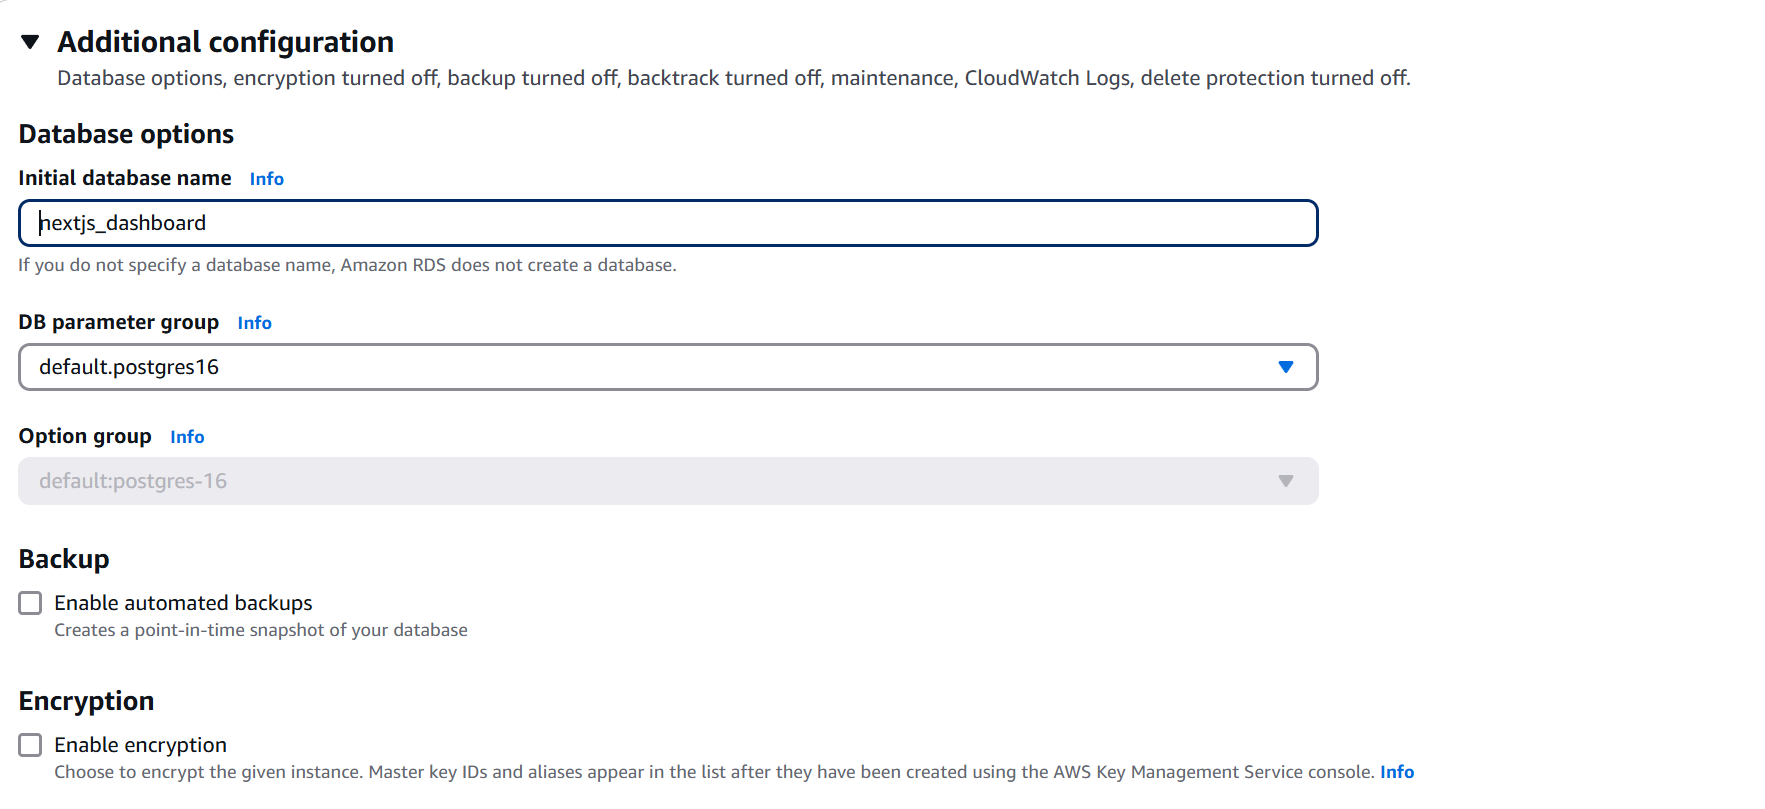 Additional configuration
Database options, encryption turned off, backup turned off, backtrack turned off, maintenance, CloudWatch Logs, delete protection turned off.
Database options
Initial database name Info
nextjs_dashboard
If you do not specify a database name, Amazon RDS does not create a database.
DB parameter group Info
default.postgres16
Option group Info
default:postgres-16
Backup
Enable automated backups
Creates a point-in-time snapshot of your database
Encryption
Enable encryption
Choose to encrypt the given instance. Master key IDs and aliases appear in the list after they have been created using the AWS Key Management Service console. Info